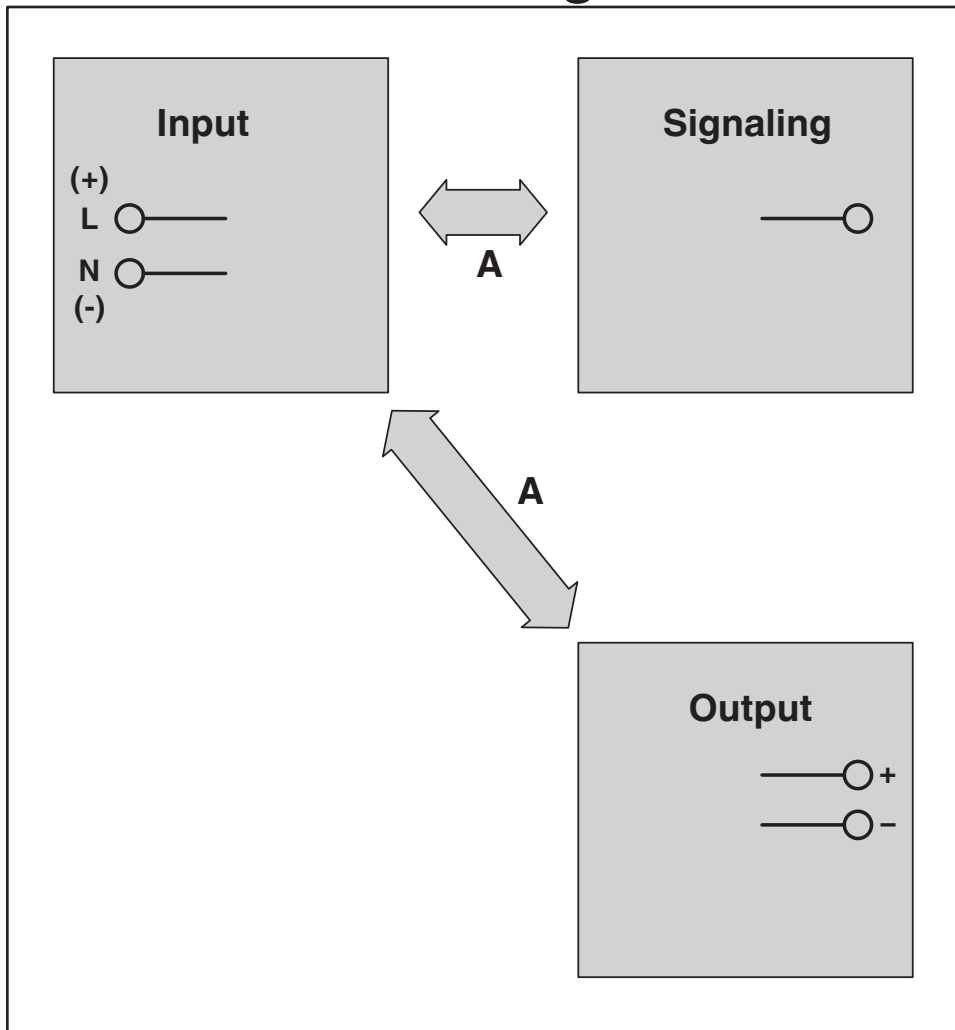 Input
(+)
L
N
(-)
A
Signaling
A
Output
+
–